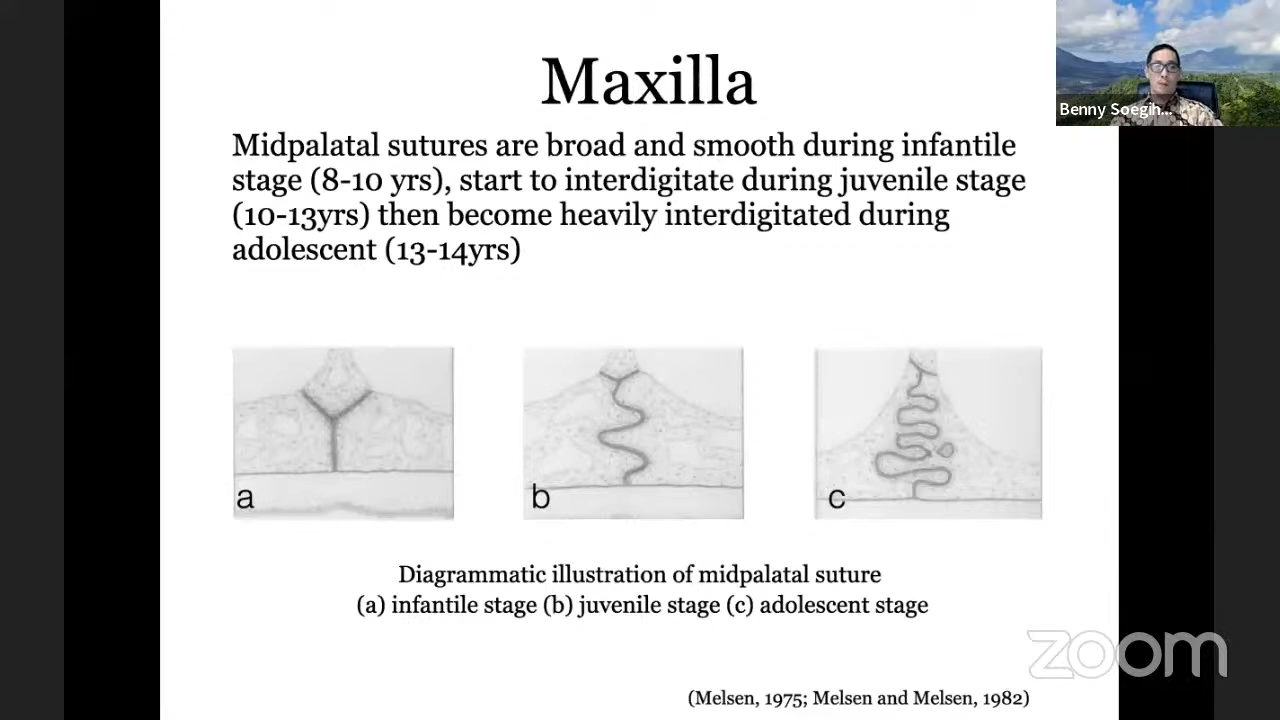 Maxilla
Benny Soegih...
Midpalatal sutures are broad and smooth during infantile
stage (8-10 yrs), start to interdigitate during juvenile stage
(10-13yrs) then become heavily interdigitated during
adolescent (13-14yrs)
a
b
c
Diagrammatic illustration of midpalatal suture
(a) infantile stage (b) juvenile stage (c) adolescent stage
zoom
(Melsen, 1975; Melsen and Melsen, 1982)